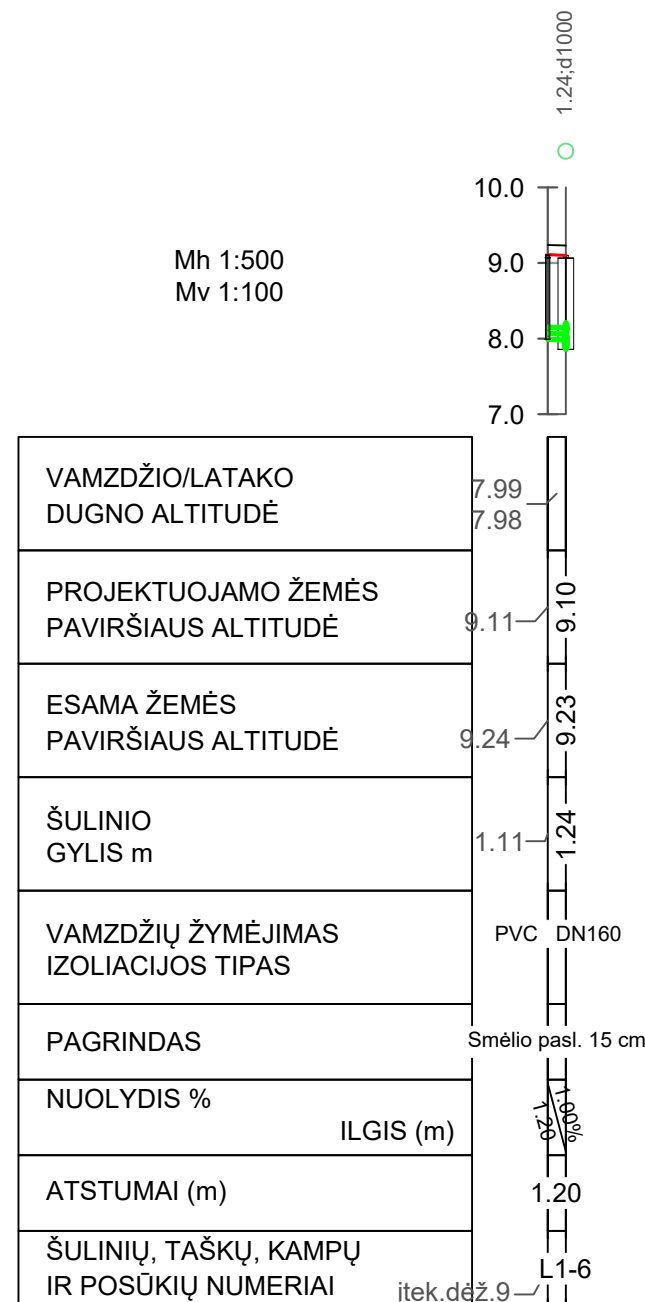 1.24;d1000
10.0
Mh 1:500
Mv 1:100
9.0
8.0
7.0
VAMZDŽIO/LATAKO
DUGNO ALTITUDĖ
7.99
7.98
PROJEKTUOJAMO ŽEMĖS
PAVIRŠIAUS ALTITUDĖ
9.11
9.10
ESAMA ŽEMĖS
PAVIRŠIAUS ALTITUDĖ
9.24
9.23
ŠULINIO
GYLIS m
1.11
1.24
VAMZDŽIŲ ŽYMĖJIMAS
IZOLIACIJOS TIPAS
PVC DN160
PAGRINDAS
Smėlio pasl. 15 cm
NUOLYDIS %
ILGIS (m)
1.00%
1.20
ATSTUMAI (m)
1.20
ŠULINIŲ, TAŠKŲ, KAMPŲ
IR POSŪKIŲ NUMERIAI
L1-6
įtek.dėž.9